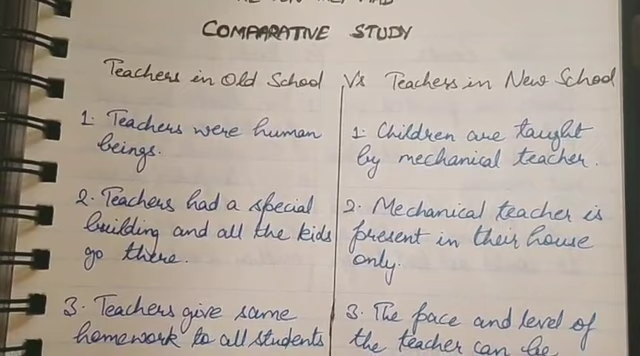 COMPARATIVE STUDY
Teachers in Old School Vs Teachers in New School
1. Teachers were human
beings.
2. Teachers had a special
building and all the kids
go there.
3. Teachers give same
homework to all students
1. Children are taught
by mechanical teacher.
2. Mechanical teacher is
present in their house
only.
3. The pace and level of
the teacher can be